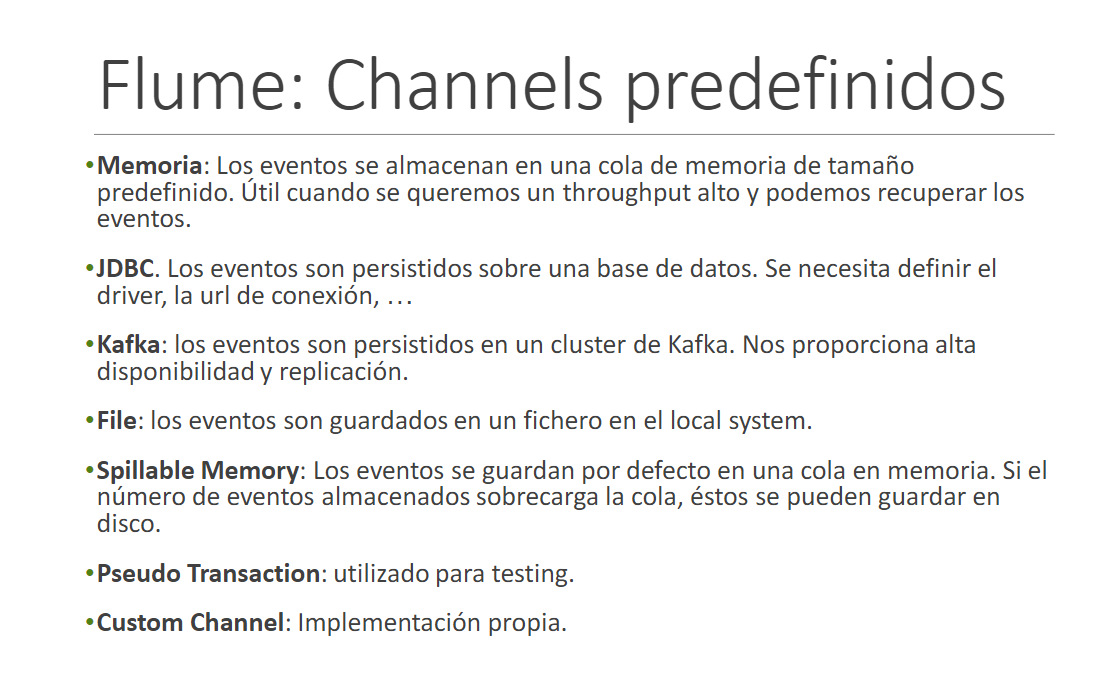 Flume: Channels predefinidos
•Memoria: Los eventos se almacenan en una cola de memoria de tamaño
predefinido. Útil cuando se queremos un throughput alto y podemos recuperar los
eventos.
•JDBC. Los eventos son persistidos sobre una base de datos. Se necesita definir el
driver, la url de conexión, …
•Kafka: los eventos son persistidos en un cluster de Kafka. Nos proporciona alta
disponibilidad y replicación.
•File: los eventos son guardados en un fichero en el local system.
•Spillable Memory: Los eventos se guardan por defecto en una cola en memoria. Si el
número de eventos almacenados sobrecarga la cola, éstos se pueden guardar en
disco.
•Pseudo Transaction: utilizado para testing.
•Custom Channel: Implementación propia.